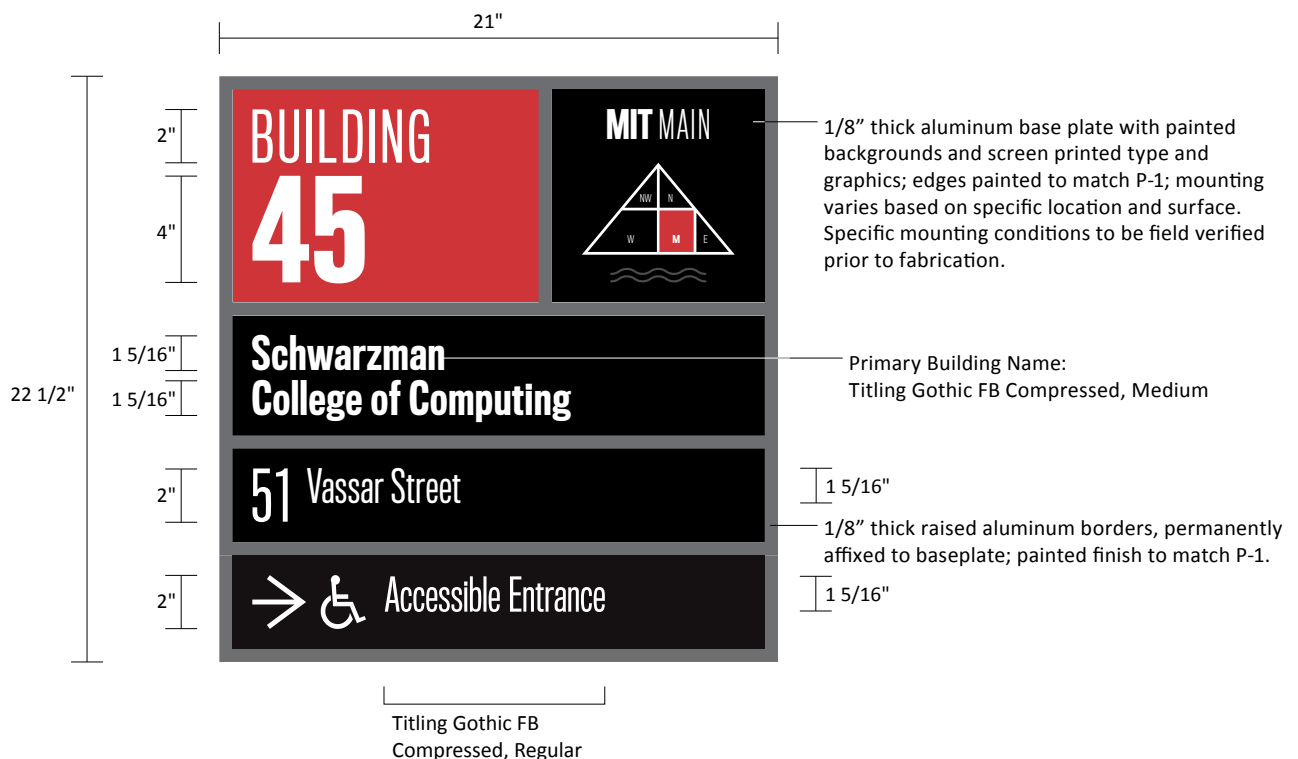 21"
22 1/2"
2"
4"
1 5/16"
1 5/16"
2"
2"
BUILDING
45
MIT MAIN
NW N
W M E
Schwarzman
College of Computing
51 Vassar Street
Accessible Entrance
1/8” thick aluminum base plate with painted
backgrounds and screen printed type and
graphics; edges painted to match P-1; mounting
varies based on specific location and surface.
Specific mounting conditions to be field verified
prior to fabrication.
Primary Building Name:
Titling Gothic FB Compressed, Medium
1 5/16"
1/8” thick raised aluminum borders, permanently
affixed to baseplate; painted finish to match P-1.
1 5/16"
Titling Gothic FB
Compressed, Regular